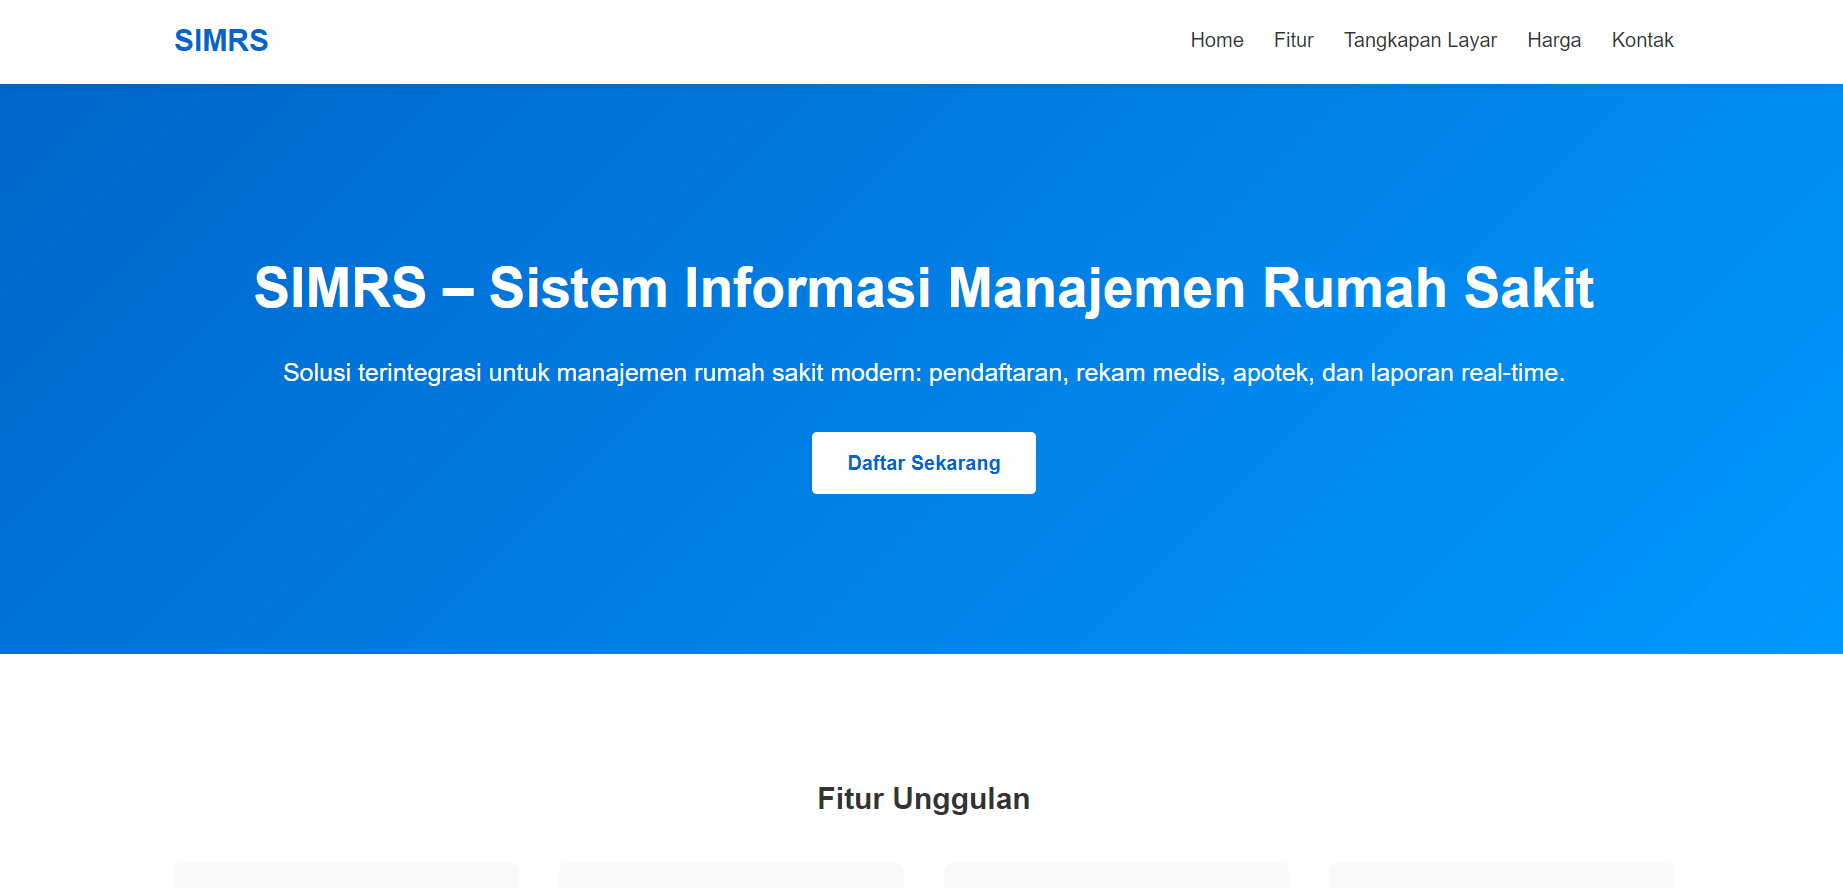 SIMRS
Home Fitur Tangkapan Layar Harga Kontak
SIMRS – Sistem Informasi Manajemen Rumah Sakit
Solusi terintegrasi untuk manajemen rumah sakit modern: pendaftaran, rekam medis, apotek, dan laporan real-time.
Daftar Sekarang
Fitur Unggulan